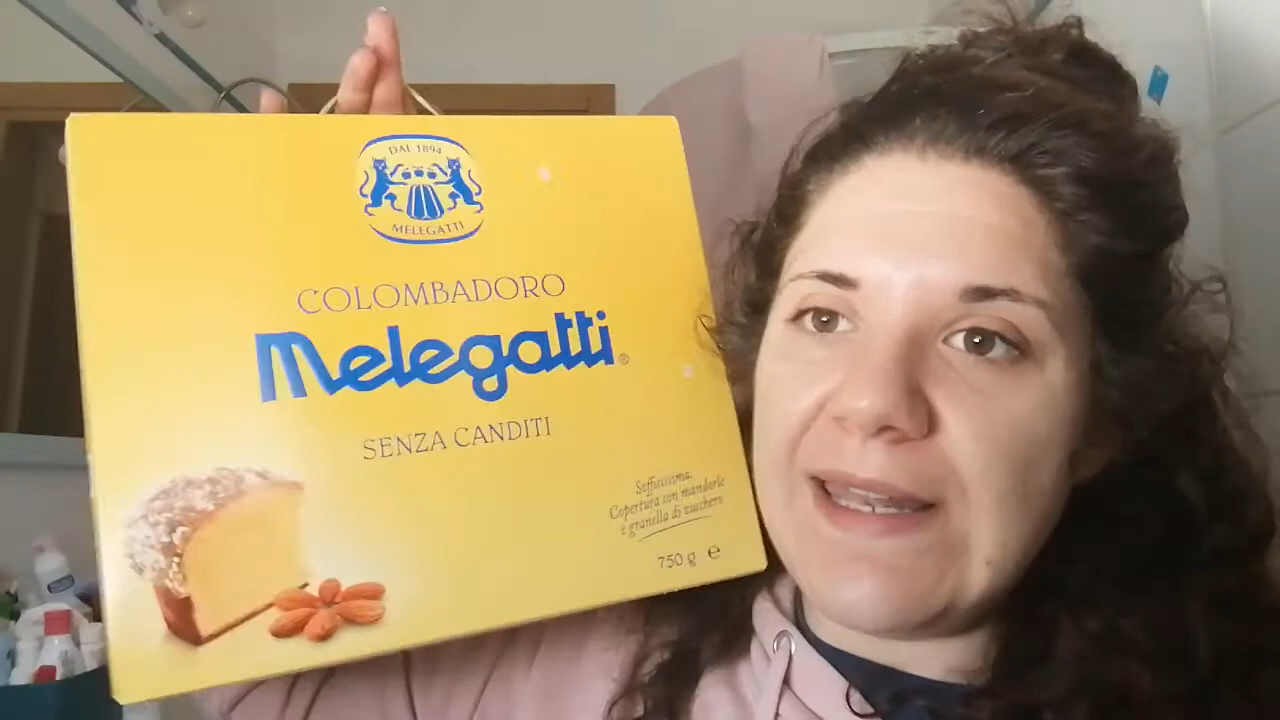 DAL 1894
MELEGATTI
COLOMBADORO
Melegatti®
SENZA CANDITI
Sofficissima.
Copertura con mandorle
e granella di zucchero
750 g e